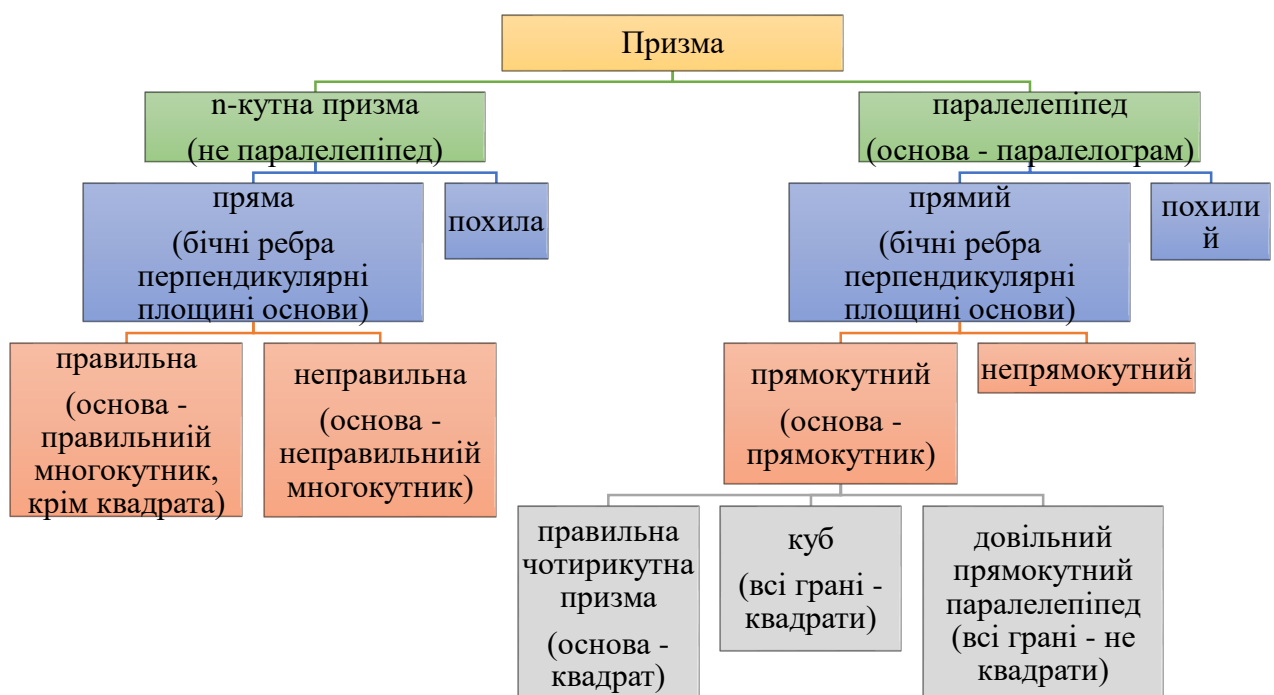 Призма
n-кутна призма
(не паралелепіпед)
паралелепіпед
(основа - паралелограм)
пряма
(бічні ребра
перпендикулярні
площині основи)
похила
прямий
(бічні ребра
перпендикулярні
площині основи)
похили
й
правильна
(основа -
правильниій
многокутник,
крім квадрата)
неправильна
(основа -
неправильниій
многокутник)
прямокутний
(основа -
прямокутник)
непрямокутний
правильна
чотирикутна
призма
(основа -
квадрат)
куб
(всі грані -
квадрати)
довільний
прямокутний
паралелепіпед
(всі грані - не
квадрати)